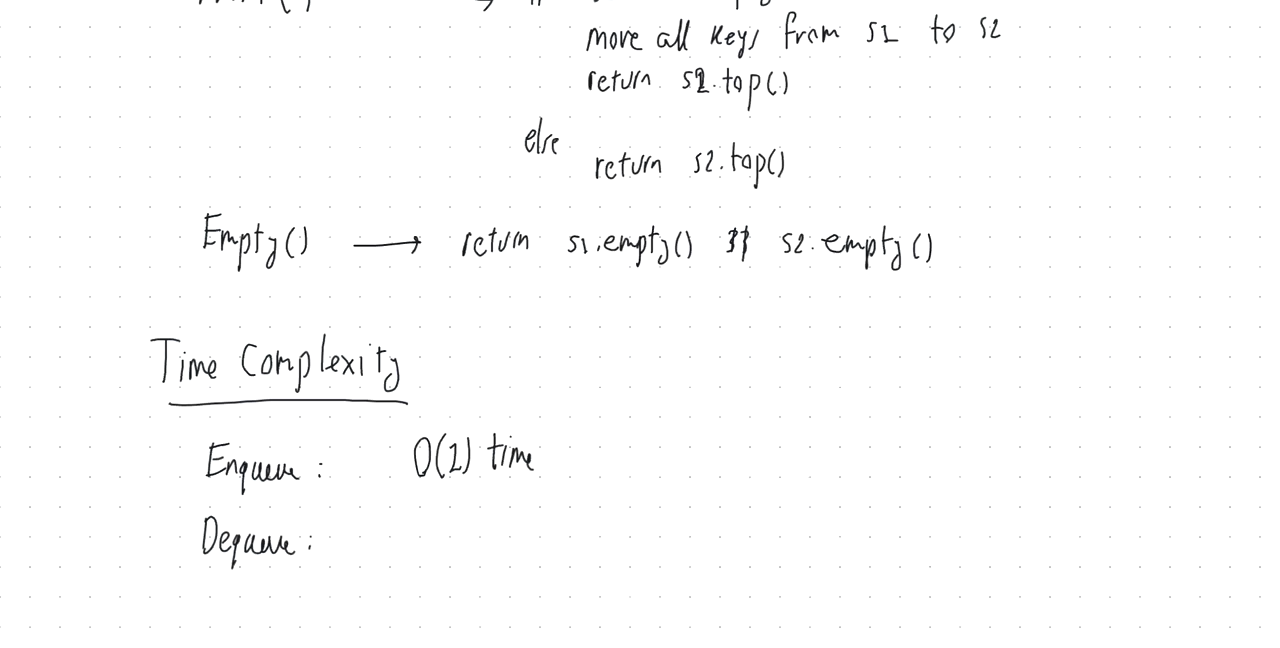 move all keys from s1 to s2
return s2.top()
else
return s2.top()
Empty() → return s1.empty() && s2.empty()
Time Complexity
Enqueue: O(1) time
Dequeue: